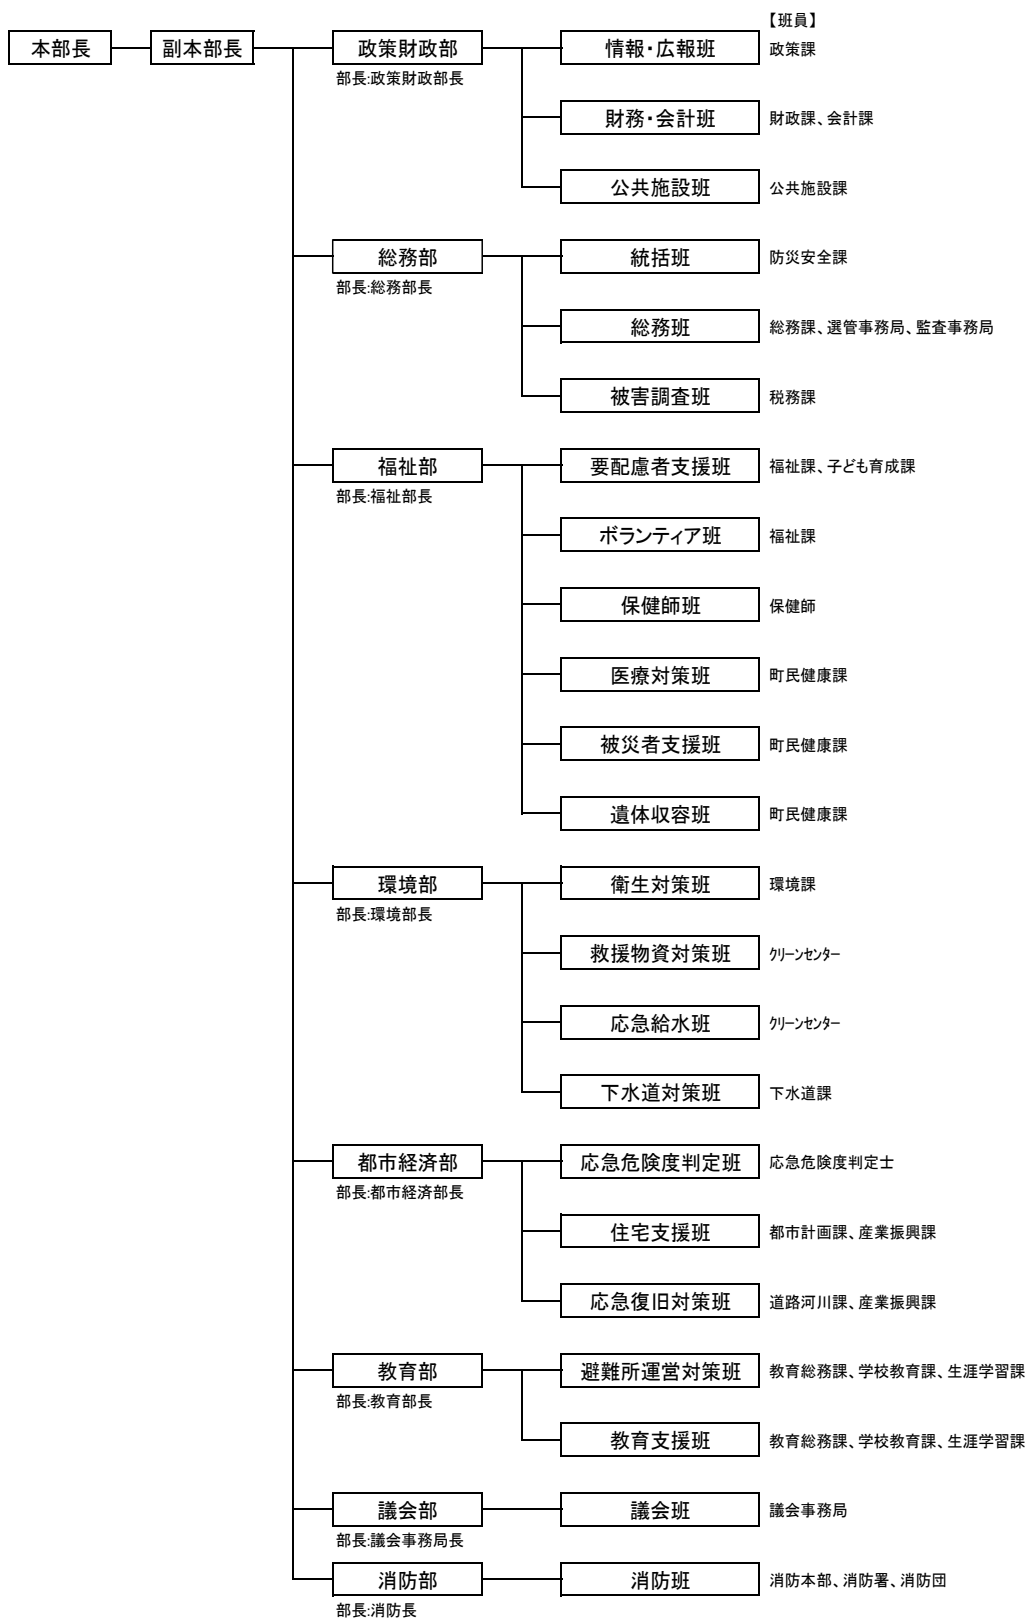 【班員】
本部長 副本部長 政策財政部 情報・広報班 政策課
部長:政策財政部長
財務・会計班 財政課、会計課
公共施設班 公共施設課
総務部 統括班 防災安全課
部長:総務部長
総務班 総務課、選管事務局、監査事務局
被害調査班 税務課
福祉部 要配慮者支援班 福祉課、子ども育成課
部長:福祉部長
ボランティア班 福祉課
保健師班 保健師
医療対策班 町民健康課
被災者支援班 町民健康課
遺体収容班 町民健康課
環境部 衛生対策班 環境課
部長:環境部長
救援物資対策班 ｸﾘｰﾝｾﾝﾀｰ
応急給水班 ｸﾘｰﾝｾﾝﾀｰ
下水道対策班 下水道課
都市経済部 応急危険度判定班 応急危険度判定士
部長:都市経済部長
住宅支援班 都市計画課、産業振興課
応急復旧対策班 道路河川課、産業振興課
教育部 避難所運営対策班 教育総務課、学校教育課、生涯学習課
部長:教育部長
教育支援班 教育総務課、学校教育課、生涯学習課
議会部 議会班 議会事務局
部長:議会事務局長
消防部 消防班 消防本部、消防署、消防団
部長:消防長